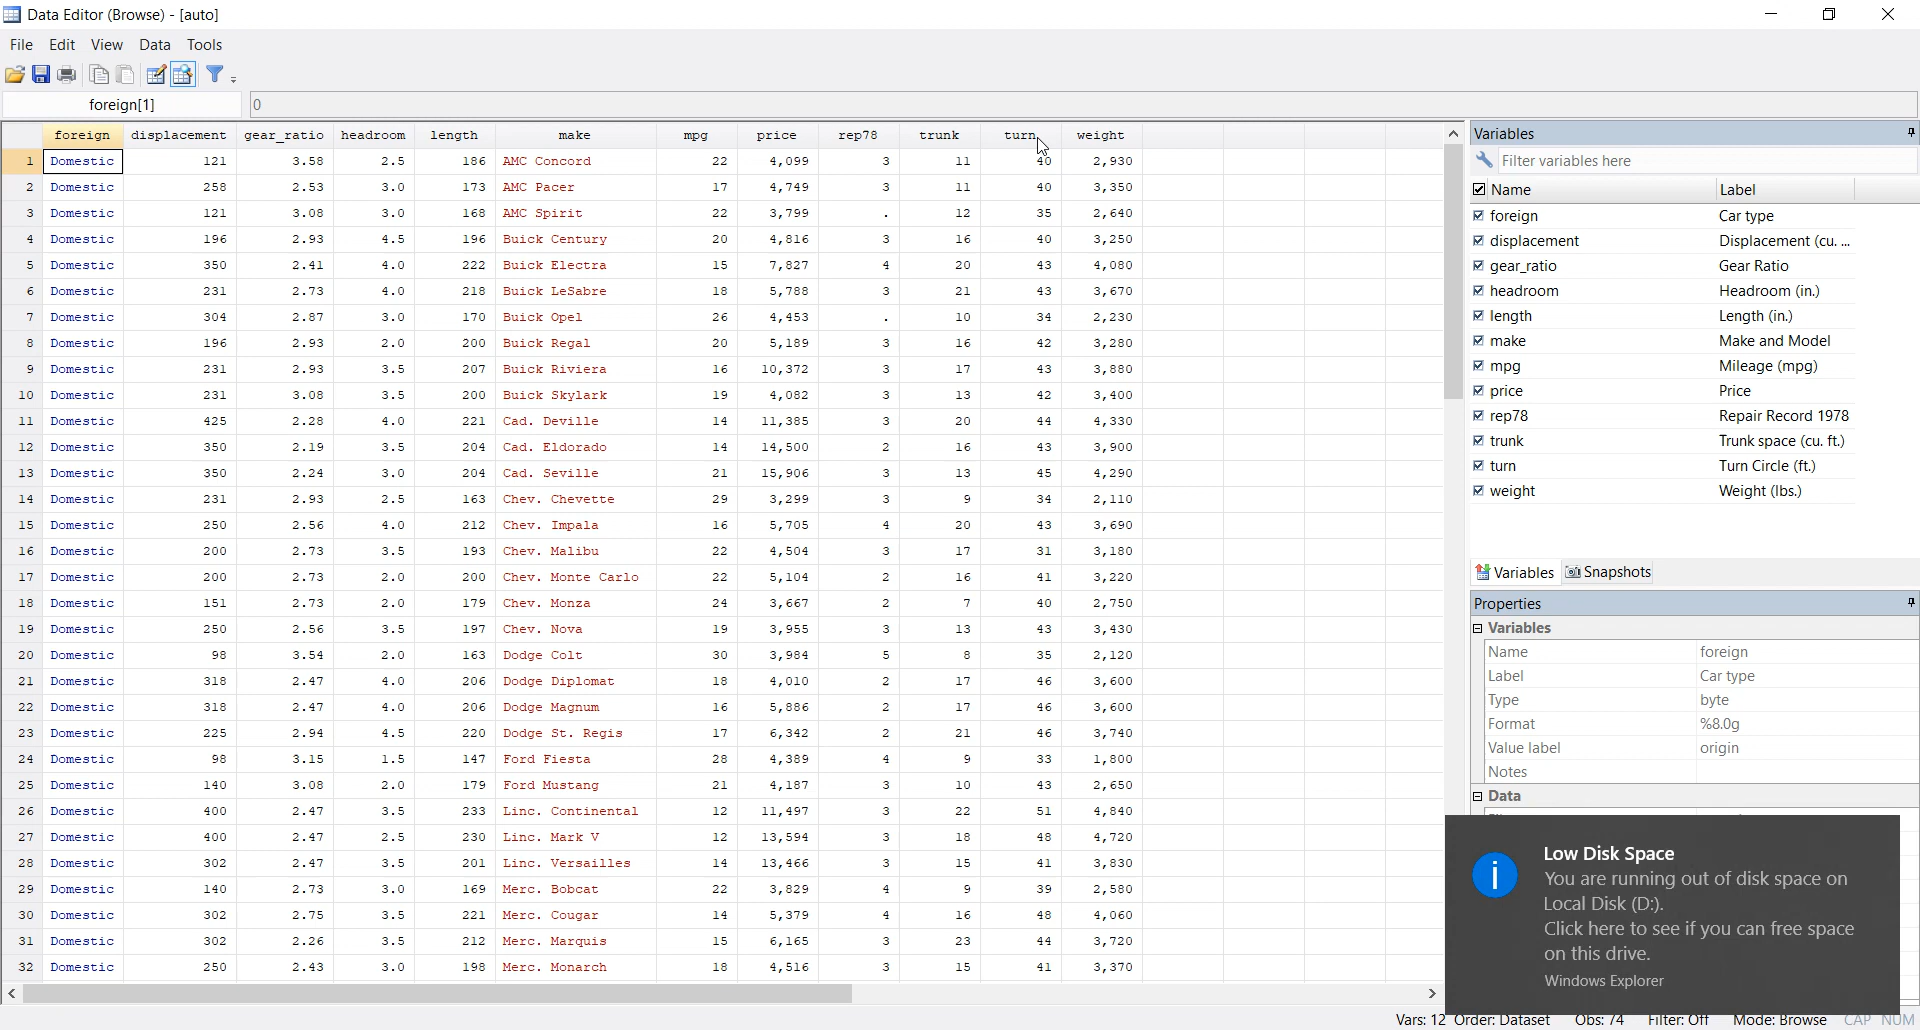 Data Editor (Browse) - [auto]
File Edit View Data Tools
foreign[1] 0
foreign displacement gear_ratio headroom length make mpg price rep78 trunk turn weight
1 Domestic 121 3.58 2.5 186 AMC Concord 22 4,099 3 11 40 2,930
2 Domestic 258 2.53 3.0 173 AMC Pacer 17 4,749 3 11 40 3,350
3 Domestic 121 3.08 3.0 168 AMC Spirit 22 3,799 . 12 35 2,640
4 Domestic 196 2.93 4.5 196 Buick Century 20 4,816 3 16 40 3,250
5 Domestic 350 2.41 4.0 222 Buick Electra 15 7,827 4 20 43 4,080
6 Domestic 231 2.73 4.0 218 Buick LeSabre 18 5,788 3 21 43 3,670
7 Domestic 304 2.87 3.0 170 Buick Opel 26 4,453 . 10 34 2,230
8 Domestic 196 2.93 2.0 200 Buick Regal 20 5,189 3 16 42 3,280
9 Domestic 231 2.93 3.5 207 Buick Riviera 16 10,372 3 17 43 3,880
10 Domestic 231 3.08 3.5 200 Buick Skylark 19 4,082 3 13 42 3,400
11 Domestic 425 2.28 4.0 221 Cad. Deville 14 11,385 3 20 44 4,330
12 Domestic 350 2.19 3.5 204 Cad. Eldorado 14 14,500 2 16 43 3,900
13 Domestic 350 2.24 3.0 204 Cad. Seville 21 15,906 3 13 45 4,290
14 Domestic 231 2.93 2.5 163 Chev. Chevette 29 3,299 3 9 34 2,110
15 Domestic 250 2.56 4.0 212 Chev. Impala 16 5,705 4 20 43 3,690
16 Domestic 200 2.73 3.5 193 Chev. Malibu 22 4,504 3 17 31 3,180
17 Domestic 200 2.73 2.0 200 Chev. Monte Carlo 22 5,104 2 16 41 3,220
18 Domestic 151 2.73 2.0 179 Chev. Monza 24 3,667 2 7 40 2,750
19 Domestic 250 2.56 3.5 197 Chev. Nova 19 3,955 3 13 43 3,430
20 Domestic 98 3.54 2.0 163 Dodge Colt 30 3,984 5 8 35 2,120
21 Domestic 318 2.47 4.0 206 Dodge Diplomat 18 4,010 2 17 46 3,600
22 Domestic 318 2.47 4.0 206 Dodge Magnum 16 5,886 2 17 46 3,600
23 Domestic 225 2.94 4.5 220 Dodge St. Regis 17 6,342 2 21 46 3,740
24 Domestic 98 3.15 1.5 147 Ford Fiesta 28 4,389 4 9 33 1,800
25 Domestic 140 3.08 2.0 179 Ford Mustang 21 4,187 3 10 43 2,650
26 Domestic 400 2.47 3.5 233 Linc. Continental 12 11,497 3 22 51 4,840
27 Domestic 400 2.47 2.5 230 Linc. Mark V 12 13,594 3 18 48 4,720
28 Domestic 302 2.47 3.5 201 Linc. Versailles 14 13,466 3 15 41 3,830
29 Domestic 140 2.73 3.0 169 Merc. Bobcat 22 3,829 4 9 39 2,580
30 Domestic 302 2.75 3.5 221 Merc. Cougar 14 5,379 4 16 48 4,060
31 Domestic 302 2.26 3.5 212 Merc. Marquis 15 6,165 3 23 44 3,720
32 Domestic 250 2.43 3.0 198 Merc. Monarch 18 4,516 3 15 41 3,370
Variables
Filter variables here
Name Label
foreign Car type
displacement Displacement (cu. ...
gear_ratio Gear Ratio
headroom Headroom (in.)
length Length (in.)
make Make and Model
mpg Mileage (mpg)
price Price
rep78 Repair Record 1978
trunk Trunk space (cu. ft.)
turn Turn Circle (ft.)
weight Weight (lbs.)
Variables Snapshots
Properties
Variables
Name foreign
Label Car type
Type byte
Format %8.0g
Value label origin
Notes
Data
Low Disk Space
You are running out of disk space on
Local Disk (D:).
Click here to see if you can free space
on this drive.
Windows Explorer
Vars: 12 Order: Dataset Obs: 74 Filter: Off Mode: Browse CAP NUM